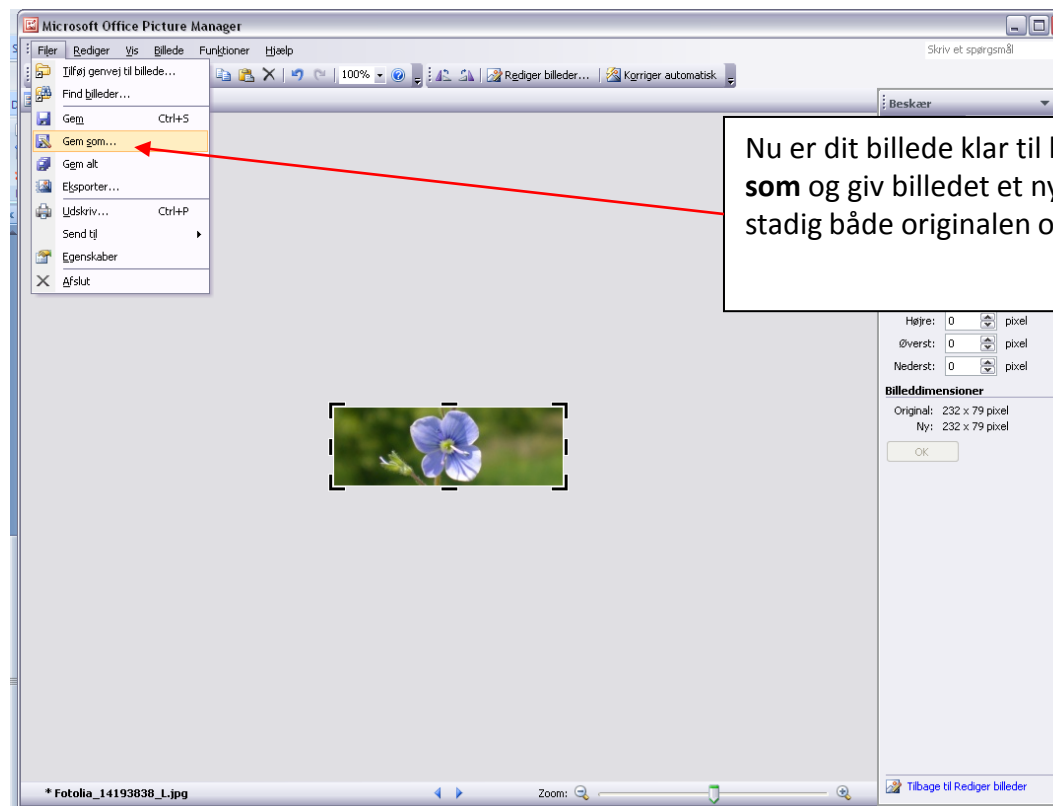 Microsoft Office Picture Manager
Filer Rediger Vis Billede Funktioner Hjælp Skriv et spørgsmål
Tilføj genvej til billede... 100% Rediger billeder... Korriger automatisk
Find billeder...
Beskær
Gem Ctrl+S
Gem som...
Gem alt
Eksporter...
Udskriv... Ctrl+P
Send til
Egenskaber
Afslut
Nu er dit billede klar til
som og giv billedet et
stadig både originalen
Højre: 0 pixel
Øverst: 0 pixel
Nederst: 0 pixel
Billeddimensioner
Original: 232 x 79 pixel
Ny: 232 x 79 pixel
OK
* Fotolia_14193838_L.jpg Zoom: Tilbage til Rediger billeder